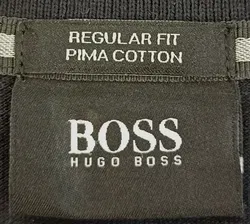 REGULAR FIT
PIMA COTTON
BOSS
HUGO BOSS